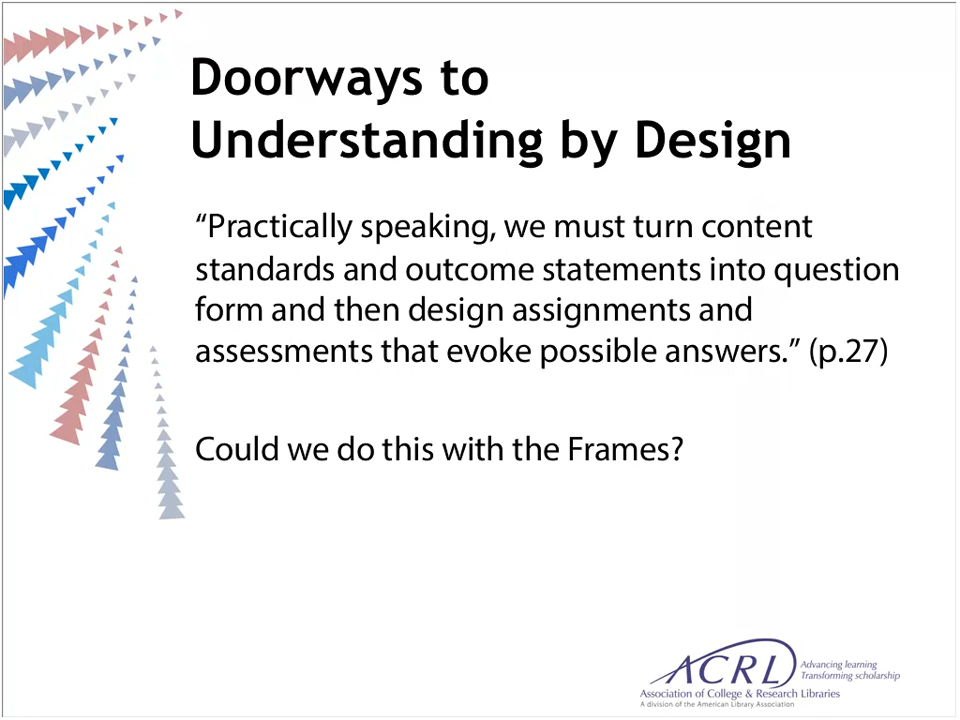 Doorways to
Understanding by Design
“Practically speaking, we must turn content
standards and outcome statements into question
form and then design assignments and
assessments that evoke possible answers.” (p.27)
Could we do this with the Frames?
ACRL
Advancing learning
Transforming scholarship
Association of College & Research Libraries
A division of the American Library Association